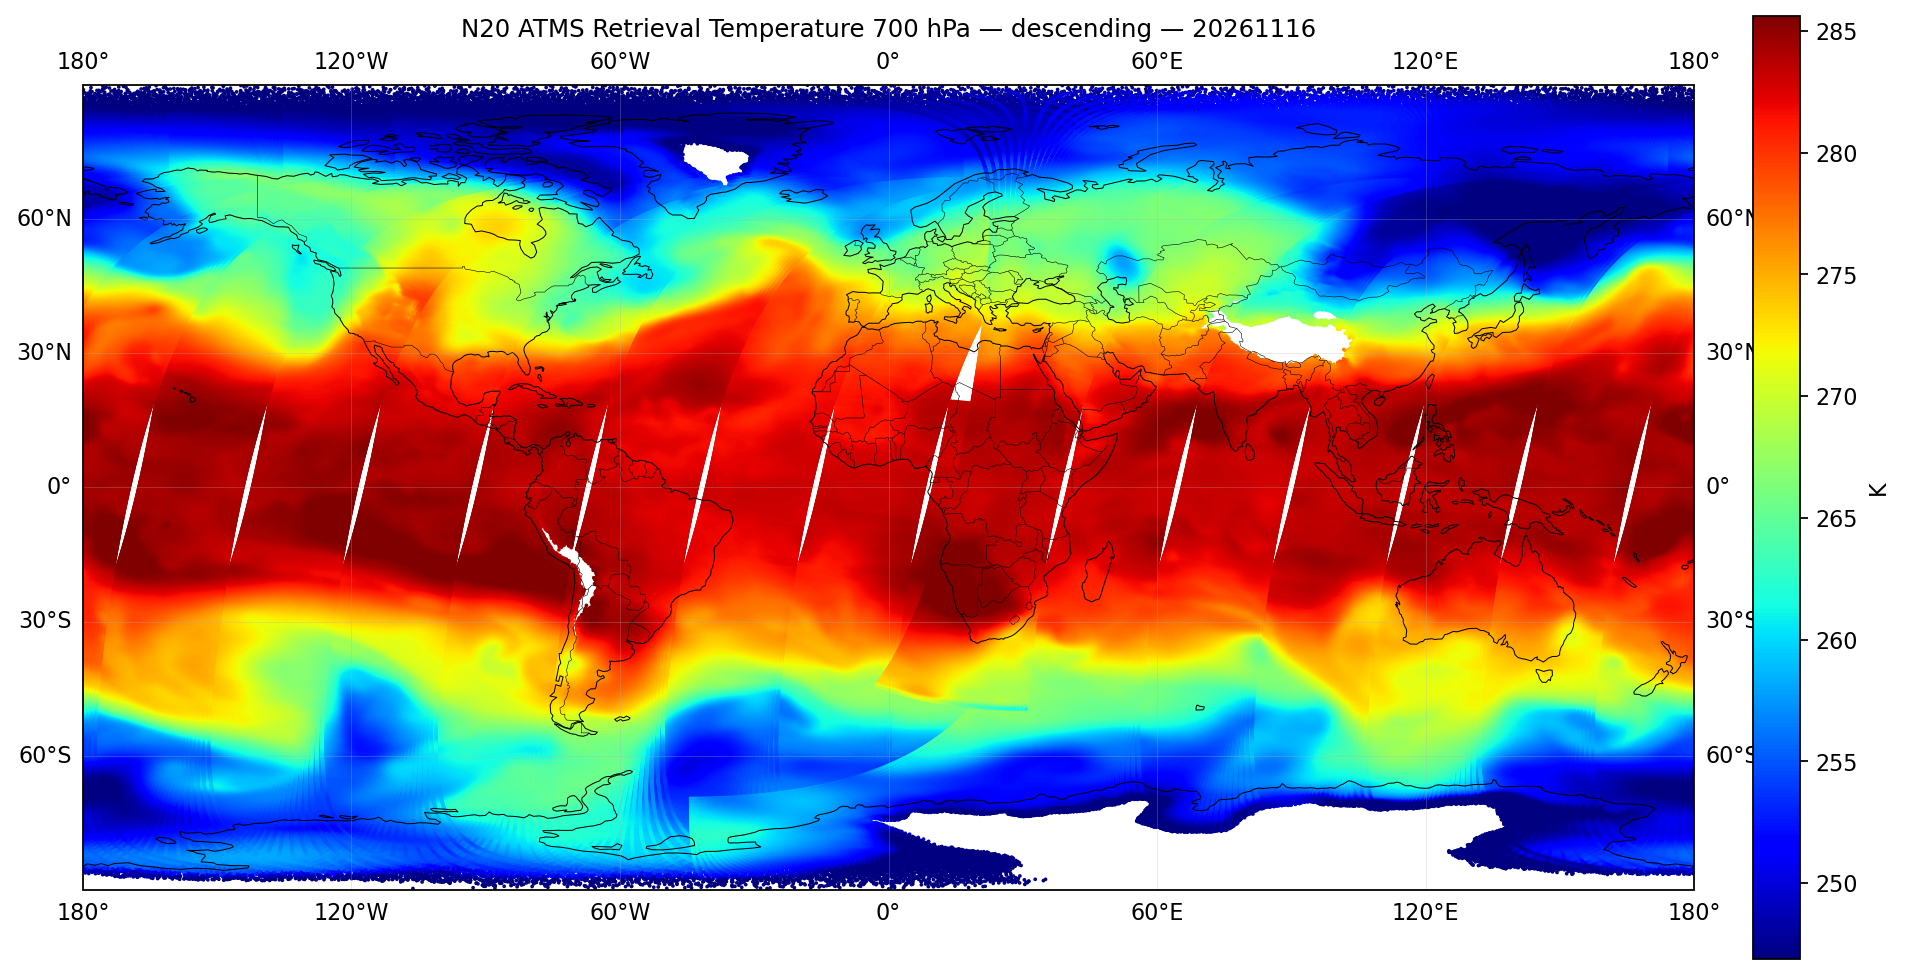 N20 ATMS Retrieval Temperature 700 hPa — descending — 20261116
180° 120°W 60°W 0° 60°E 120°E 180°
60°N 60°N
30°N 30°N
0° 0°
30°S 30°S
60°S 60°S
180° 120°W 60°W 0° 60°E 120°E 180°
285
280
275
270
265
260
255
250
K